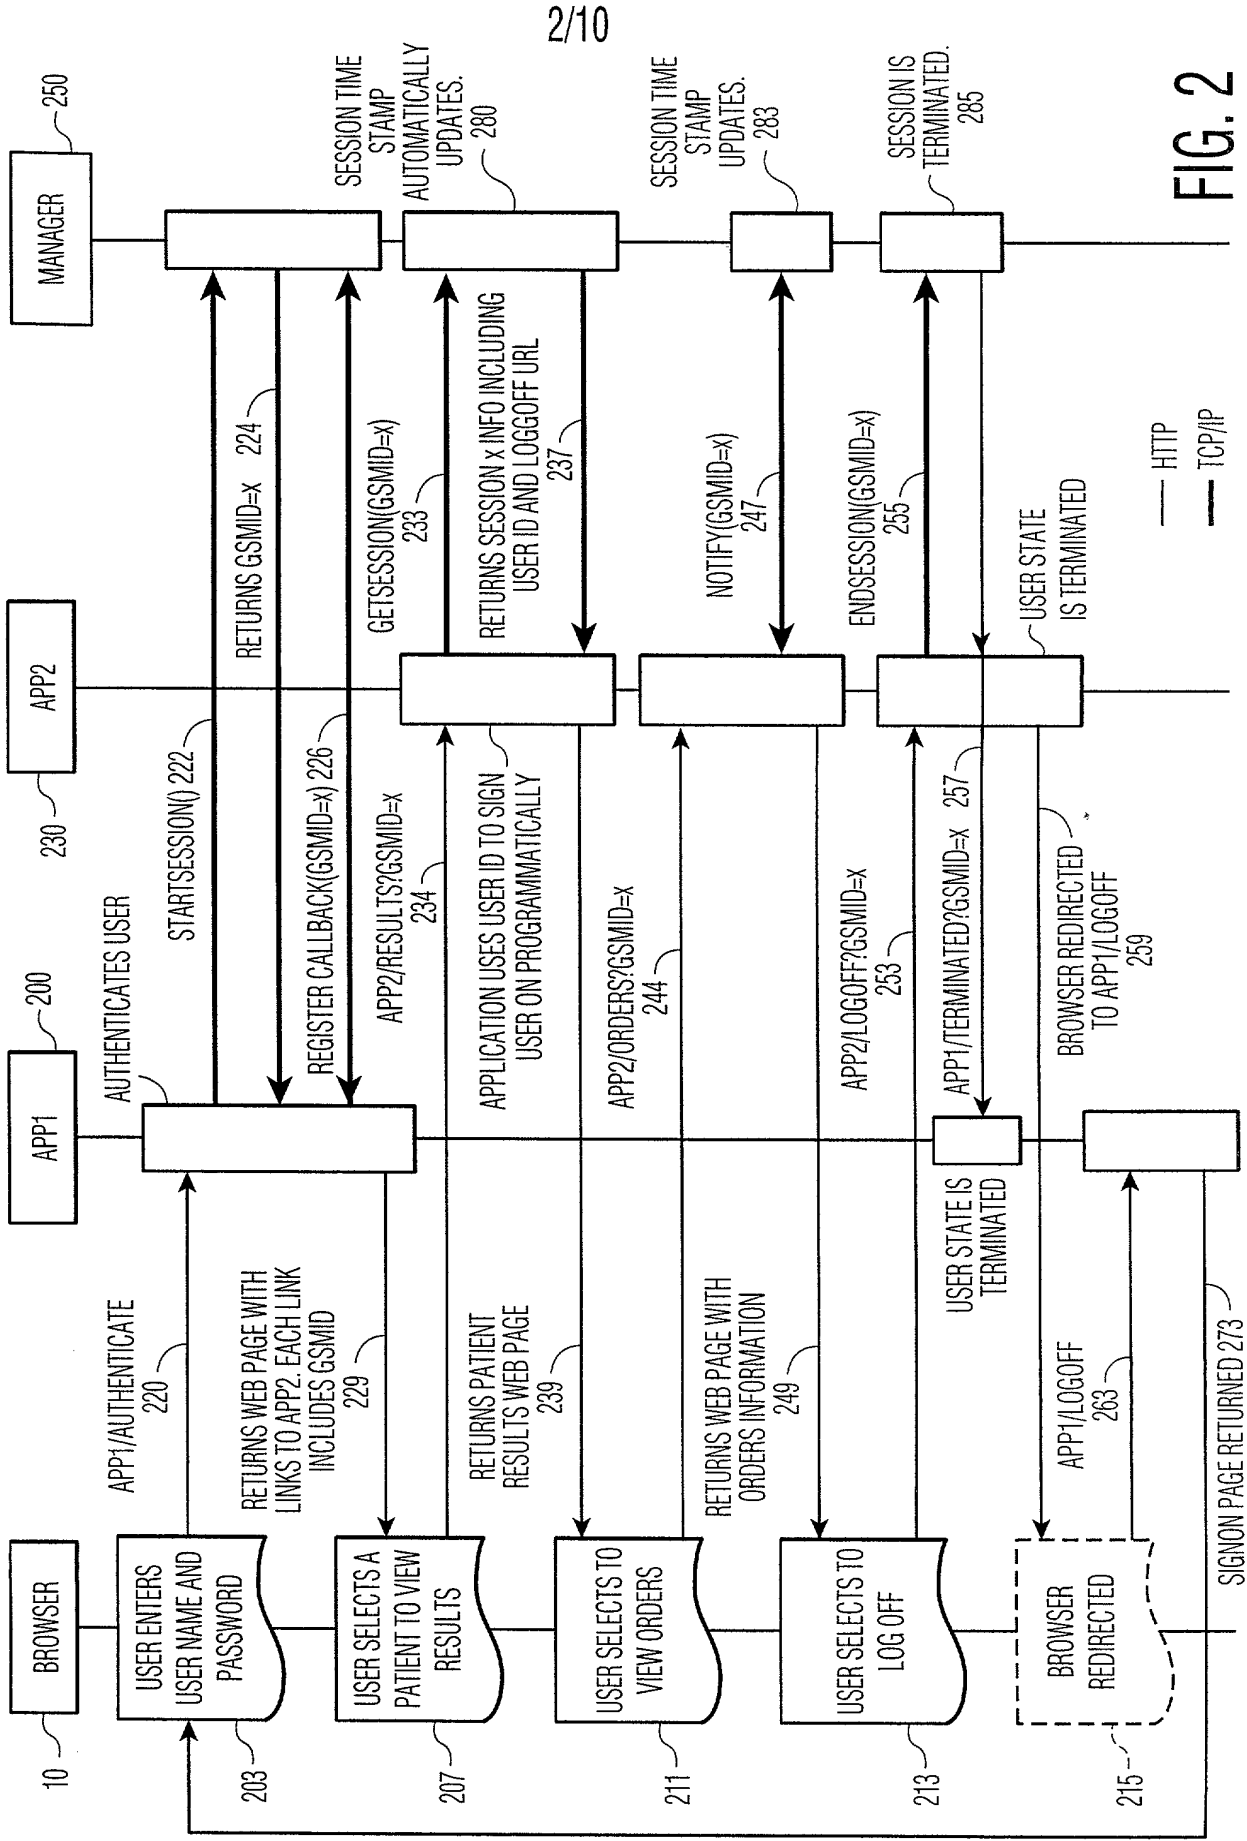 2/10
BROWSER
10
APP1
200
APP2
230
MANAGER
250
USER ENTERS
USER NAME AND
PASSWORD
203
APP1/AUTHENTICATE
220
AUTHENTICATES USER
STARTSESSION() 222
RETURNS GSMID=x 224
REGISTER CALLBACK(GSMID=x) 226
RETURNS WEB PAGE WITH
LINKS TO APP2. EACH LINK
INCLUDES GSMID
229
USER SELECTS A
PATIENT TO VIEW
RESULTS
207
APP2/RESULTS?GSMID=x
234
GETSESSION(GSMID=x)
233
SESSION TIME
STAMP
AUTOMATICALLY
UPDATES.
280
RETURNS SESSION x INFO INCLUDING
USER ID AND LOGGOFF URL
237
APPLICATION USES USER ID TO SIGN
USER ON PROGRAMMATICALLY
RETURNS PATIENT
RESULTS WEB PAGE
239
USER SELECTS TO
VIEW ORDERS
211
APP2/ORDERS?GSMID=x
244
NOTIFY(GSMID=x)
247
SESSION TIME
STAMP
UPDATES.
283
RETURNS WEB PAGE WITH
ORDERS INFORMATION
249
USER SELECTS TO
LOG OFF
213
APP2/LOGOFF?GSMID=x
253
ENDSESSION(GSMID=x)
255
SESSION IS
TERMINATED.
285
APP1/TERMINATED?GSMID=x 257
USER STATE IS
TERMINATED
USER STATE
IS TERMINATED
BROWSER REDIRECTED
TO APP1/LOGOFF
259
BROWSER
REDIRECTED
215
APP1/LOGOFF
263
SIGNON PAGE RETURNED 273
HTTP
TCP/IP
FIG. 2